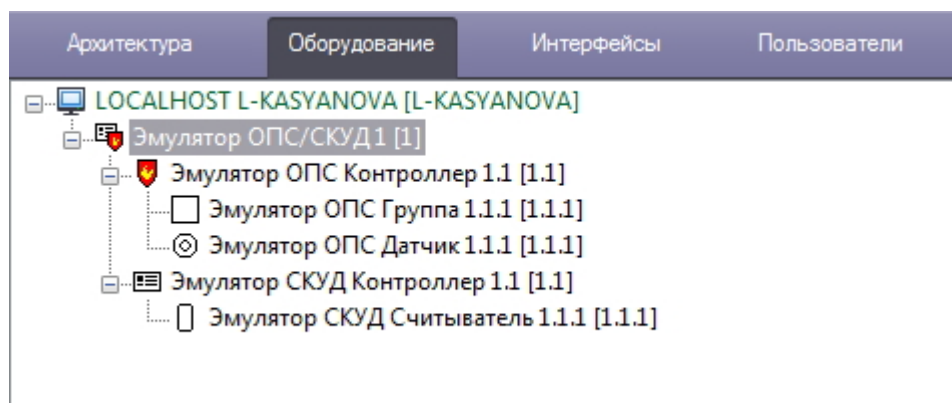 Архитектура Оборудование Интерфейсы Пользователи
LOCALHOST L-KASYANOVA [L-KASYANOVA]
Эмулятор ОПС/СКУД 1 [1]
Эмулятор ОПС Контроллер 1.1 [1.1]
Эмулятор ОПС Группа 1.1.1 [1.1.1]
Эмулятор ОПС Датчик 1.1.1 [1.1.1]
Эмулятор СКУД Контроллер 1.1 [1.1]
Эмулятор СКУД Считыватель 1.1.1 [1.1.1]